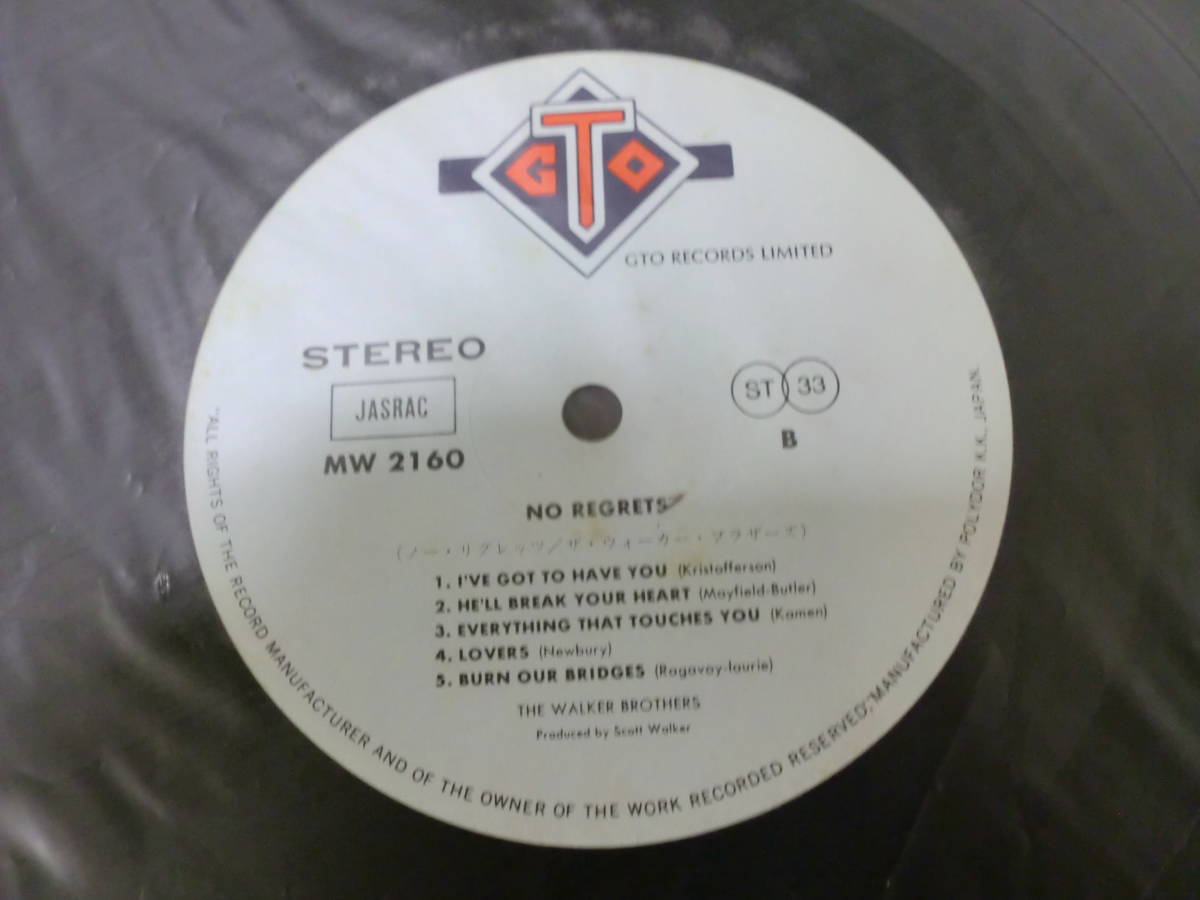 GTO
GTO RECORDS LIMITED
STEREO
JASRAC
MW 2160
ST 33
B
NO REGRETS
(ノー・リグレッツ/ザ・ウォーカー・ブラザーズ)
1. I'VE GOT TO HAVE YOU (Kristofferson)
2. HE'LL BREAK YOUR HEART (Mayfield-Butler)
3. EVERYTHING THAT TOUCHES YOU (Kamen)
4. LOVERS (Newbury)
5. BURN OUR BRIDGES (Ragavoy-laurie)
THE WALKER BROTHERS
Produced by Scott Walker
"ALL RIGHTS OF THE RECORD MANUFACTURER AND OF THE OWNER OF THE WORK RECORDED RESERVED." MANUFACTURED BY POLYDOR K.K., JAPAN.